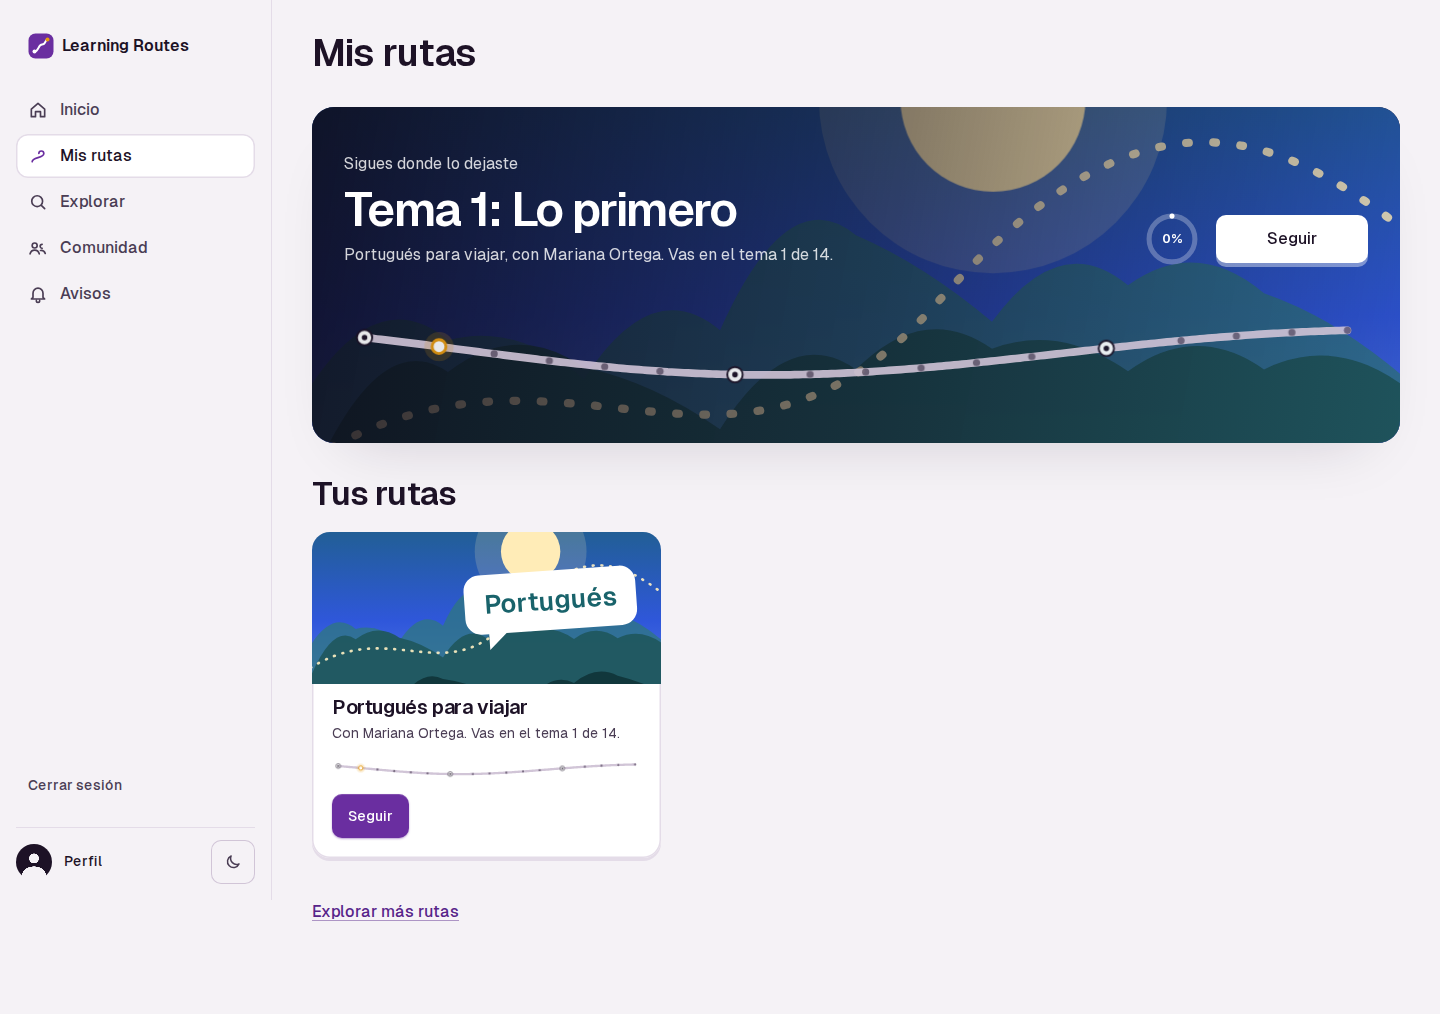 Learning Routes
Inicio
Mis rutas
Explorar
Comunidad
Avisos
Cerrar sesión
Perfil
Mis rutas
Sigues donde lo dejaste
Tema 1: Lo primero
Portugués para viajar, con Mariana Ortega. Vas en el tema 1 de 14.
0%
Seguir
Tus rutas
Portugués
Portugués para viajar
Con Mariana Ortega. Vas en el tema 1 de 14.
Seguir
Explorar más rutas